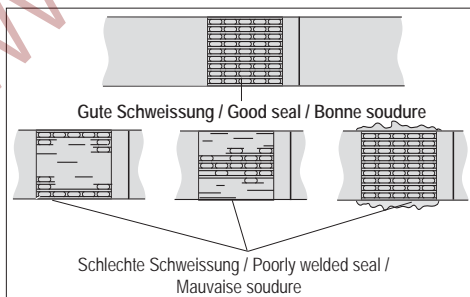 Gute Schweissung / Good seal / Bonne soudure
Schlechte Schweissung / Poorly welded seal /
Mauvaise soudure